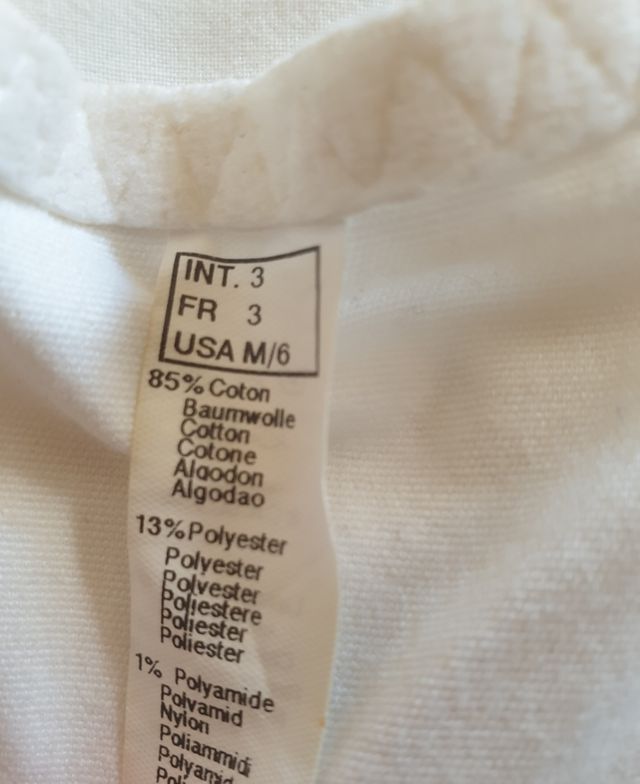 INT. 3
FR 3
USA M/6
85% Coton
Baumwolle
Cotton
Cotone
Algodon
Algodao
13% Polyester
Polyester
Polyester
Poliestere
Poliester
Poliester
1% Polyamide
Polyamid
Nylon
Poliammidi